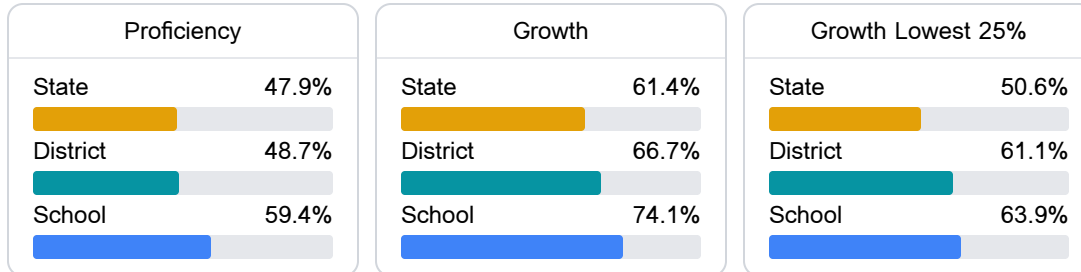 Proficiency
State 47.9%
District 48.7%
School 59.4%
Growth
State 61.4%
District 66.7%
School 74.1%
Growth Lowest 25%
State 50.6%
District 61.1%
School 63.9%